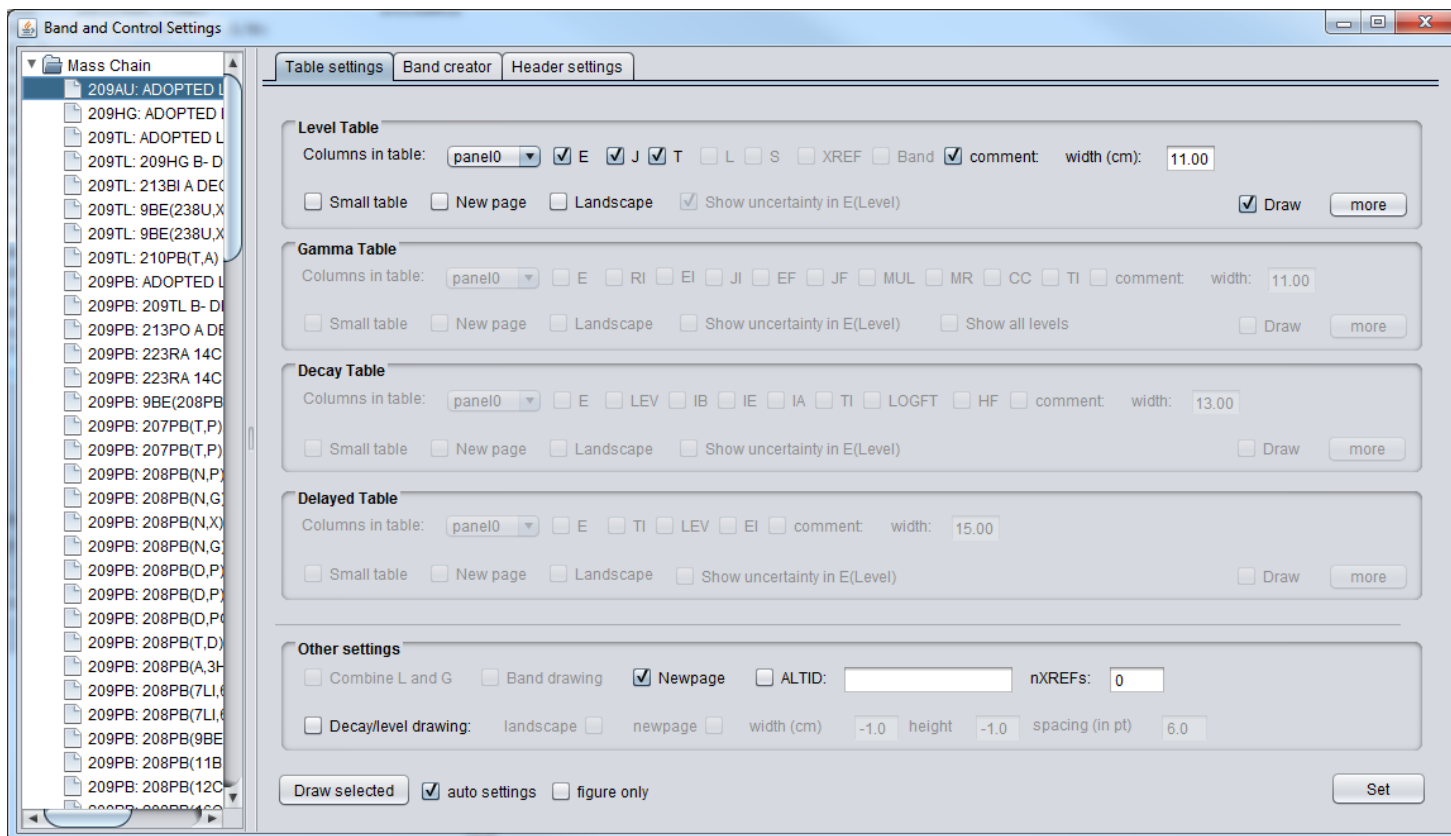 Band and Control Settings
Mass Chain
209AU: ADOPTED L
209HG: ADOPTED
209TL: ADOPTED L
209TL: 209HG B- D
209TL: 213BI A DEC
209TL: 9BE(238U,X
209TL: 9BE(238U,X
209TL: 210PB(T,A)
209PB: ADOPTED L
209PB: 209TL B- D
209PB: 213PO A DE
209PB: 223RA 14C
209PB: 223RA 14C
209PB: 9BE(208PB
209PB: 207PB(T,P)
209PB: 207PB(T,P)
209PB: 208PB(N,P)
209PB: 208PB(N,G)
209PB: 208PB(N,X)
209PB: 208PB(N,G)
209PB: 208PB(D,P)
209PB: 208PB(D,P)
209PB: 208PB(D,P
209PB: 208PB(T,D)
209PB: 208PB(A,3H
209PB: 208PB(7LI,6
209PB: 208PB(7LI,6
209PB: 208PB(9BE
209PB: 208PB(11B
209PB: 208PB(12C
Table settings Band creator Header settings
Level Table
Columns in table: panel0 E J T L S XREF Band comment: width (cm): 11.00
Small table New page Landscape Show uncertainty in E(Level) Draw more
Gamma Table
Columns in table: panel0 E RI EI JI EF JF MUL MR CC TI comment: width: 11.00
Small table New page Landscape Show uncertainty in E(Level) Show all levels Draw more
Decay Table
Columns in table: panel0 E LEV IB IE IA TI LOGFT HF comment: width: 13.00
Small table New page Landscape Show uncertainty in E(Level) Draw more
Delayed Table
Columns in table: panel0 E TI LEV EI comment: width: 15.00
Small table New page Landscape Show uncertainty in E(Level) Draw more
Other settings
Combine L and G Band drawing Newpage ALTID: nXREFs: 0
Decay/level drawing: landscape newpage width (cm) -1.0 height -1.0 spacing (in pt) 6.0
Draw selected auto settings figure only Set